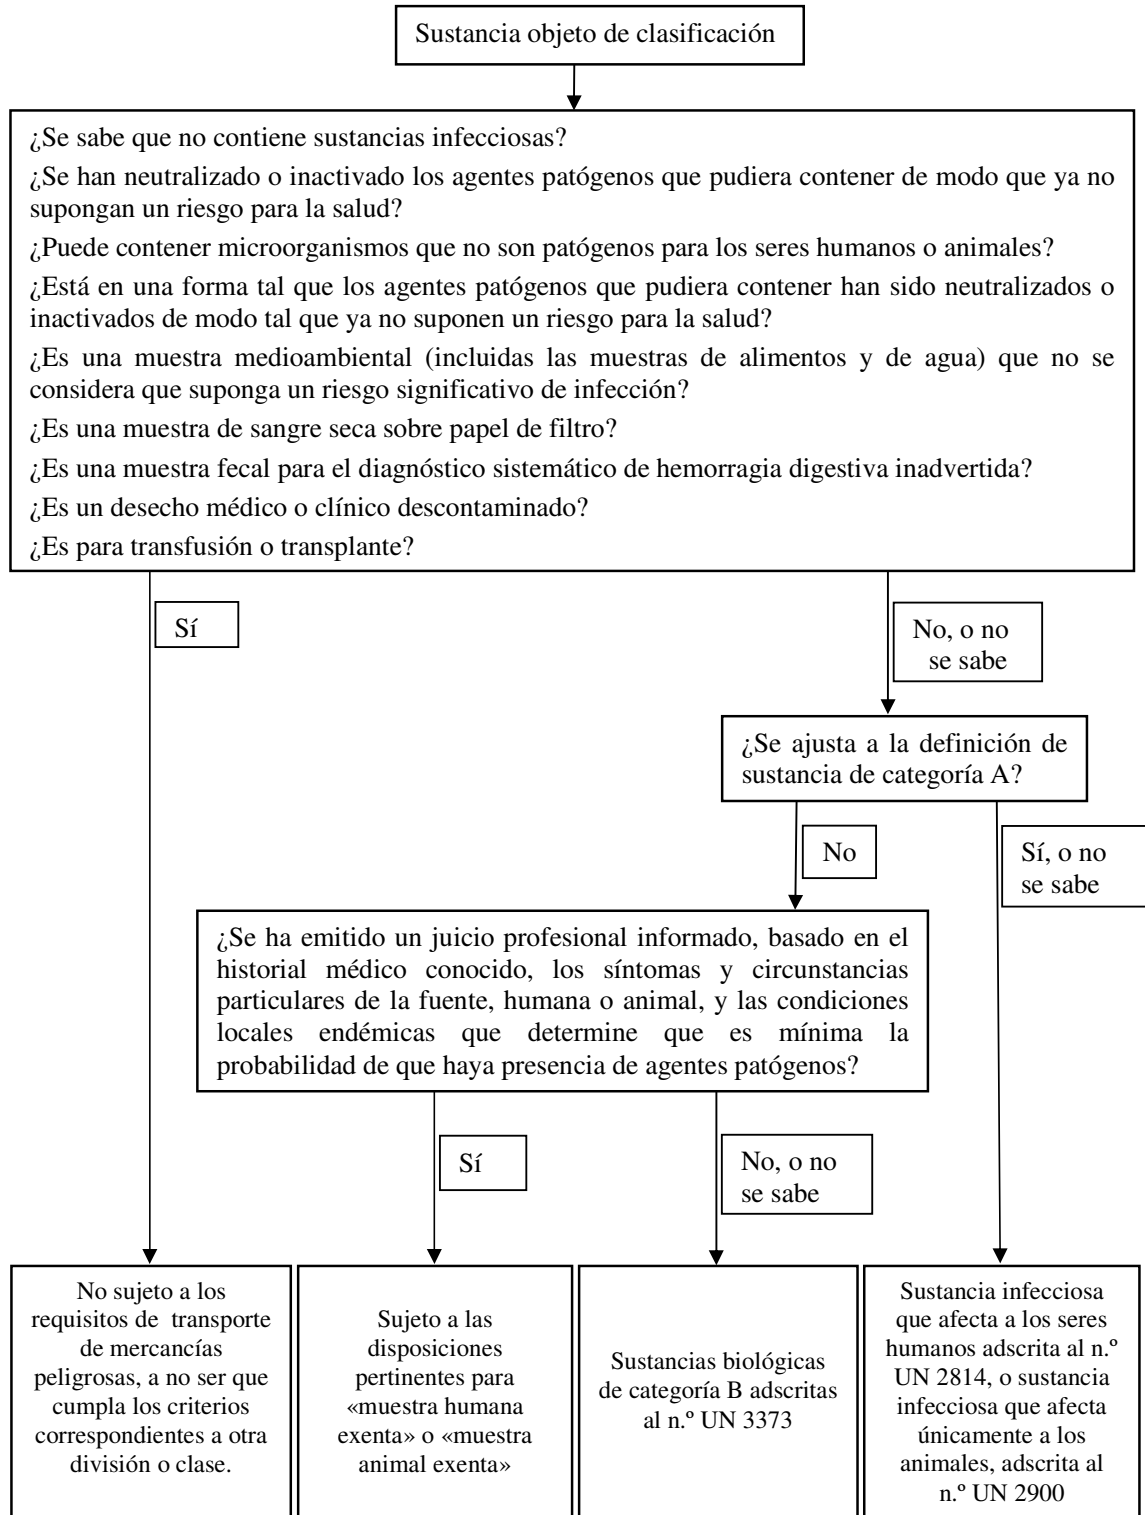 Sustancia objeto de clasificación
¿Se sabe que no contiene sustancias infecciosas?
¿Se han neutralizado o inactivado los agentes patógenos que pudiera contener de modo que ya no
supongan un riesgo para la salud?
¿Puede contener microorganismos que no son patógenos para los seres humanos o animales?
¿Está en una forma tal que los agentes patógenos que pudiera contener han sido neutralizados o
inactivados de modo tal que ya no suponen un riesgo para la salud?
¿Es una muestra medioambiental (incluidas las muestras de alimentos y de agua) que no se
considera que suponga un riesgo significativo de infección?
¿Es una muestra de sangre seca sobre papel de filtro?
¿Es una muestra fecal para el diagnóstico sistemático de hemorragia digestiva inadvertida?
¿Es un desecho médico o clínico descontaminado?
¿Es para transfusión o transplante?
Sí
No, o no
se sabe
¿Se ajusta a la definición de
sustancia de categoría A?
No
Sí, o no
se sabe
¿Se ha emitido un juicio profesional informado, basado en el
historial médico conocido, los síntomas y circunstancias
particulares de la fuente, humana o animal, y las condiciones
locales endémicas que determine que es mínima la
probabilidad de que haya presencia de agentes patógenos?
Sí
No, o no
se sabe
No sujeto a los
requisitos de transporte
de mercancías
peligrosas, a no ser que
cumpla los criterios
correspondientes a otra
división o clase.
Sujeto a las
disposiciones
pertinentes para
«muestra humana
exenta» o «muestra
animal exenta»
Sustancias biológicas
de categoría B adscritas
al n.º UN 3373
Sustancia infecciosa
que afecta a los seres
humanos adscrita al n.º
UN 2814, o sustancia
infecciosa que afecta
únicamente a los
animales, adscrita al
n.º UN 2900